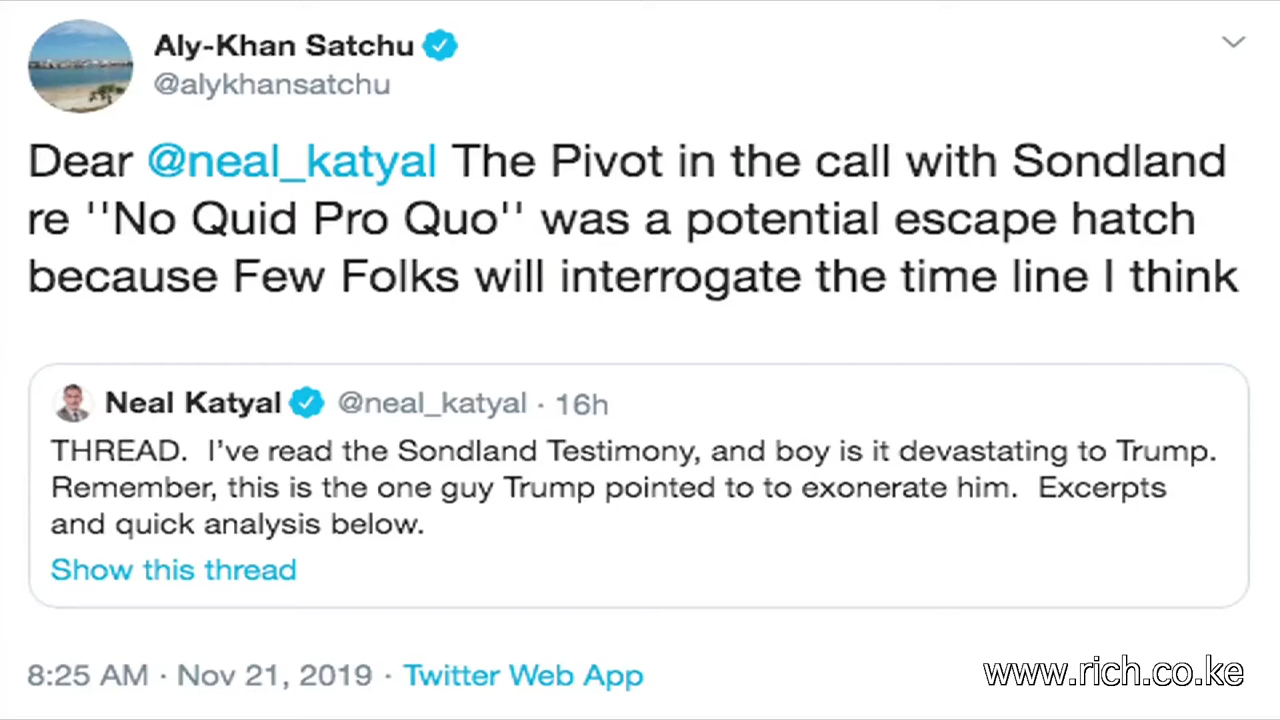 Aly-Khan Satchu
@alykhansatchu
Dear @neal_katyal The Pivot in the call with Sondland
re ''No Quid Pro Quo'' was a potential escape hatch
because Few Folks will interrogate the time line I think
Neal Katyal @neal_katyal · 16h
THREAD.  I've read the Sondland Testimony, and boy is it devastating to Trump.
Remember, this is the one guy Trump pointed to to exonerate him.  Excerpts
and quick analysis below.
Show this thread
8:25 AM · Nov 21, 2019 · Twitter Web App
www.rich.co.ke